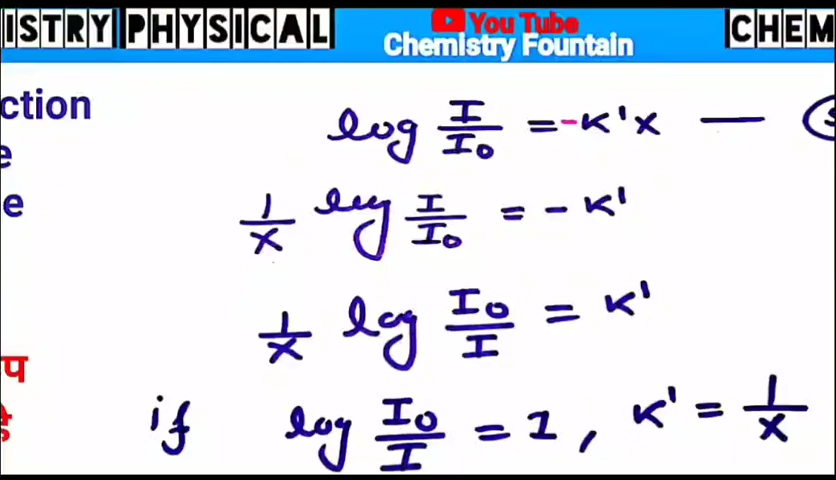 ISTRY PHYSICAL
You Tube
Chemistry Fountain
CHEM
ction
e
e
log I/I₀ = -K'x — 
1/x log I/I₀ = - K'
1/x log I₀/I = K'
प
है
if log I₀/I = 1, K' = 1/x